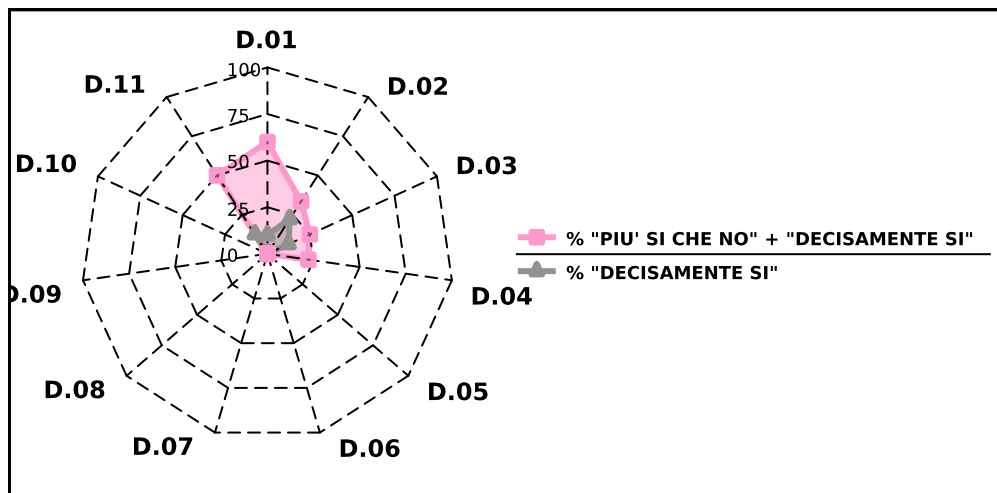 D.01
100
D.11
D.02
75
50
D.10
D.03
25
0
% "PIU' SI CHE NO" + "DECISAMENTE SI"
% "DECISAMENTE SI"
D.09
D.04
D.08
D.05
D.07
D.06